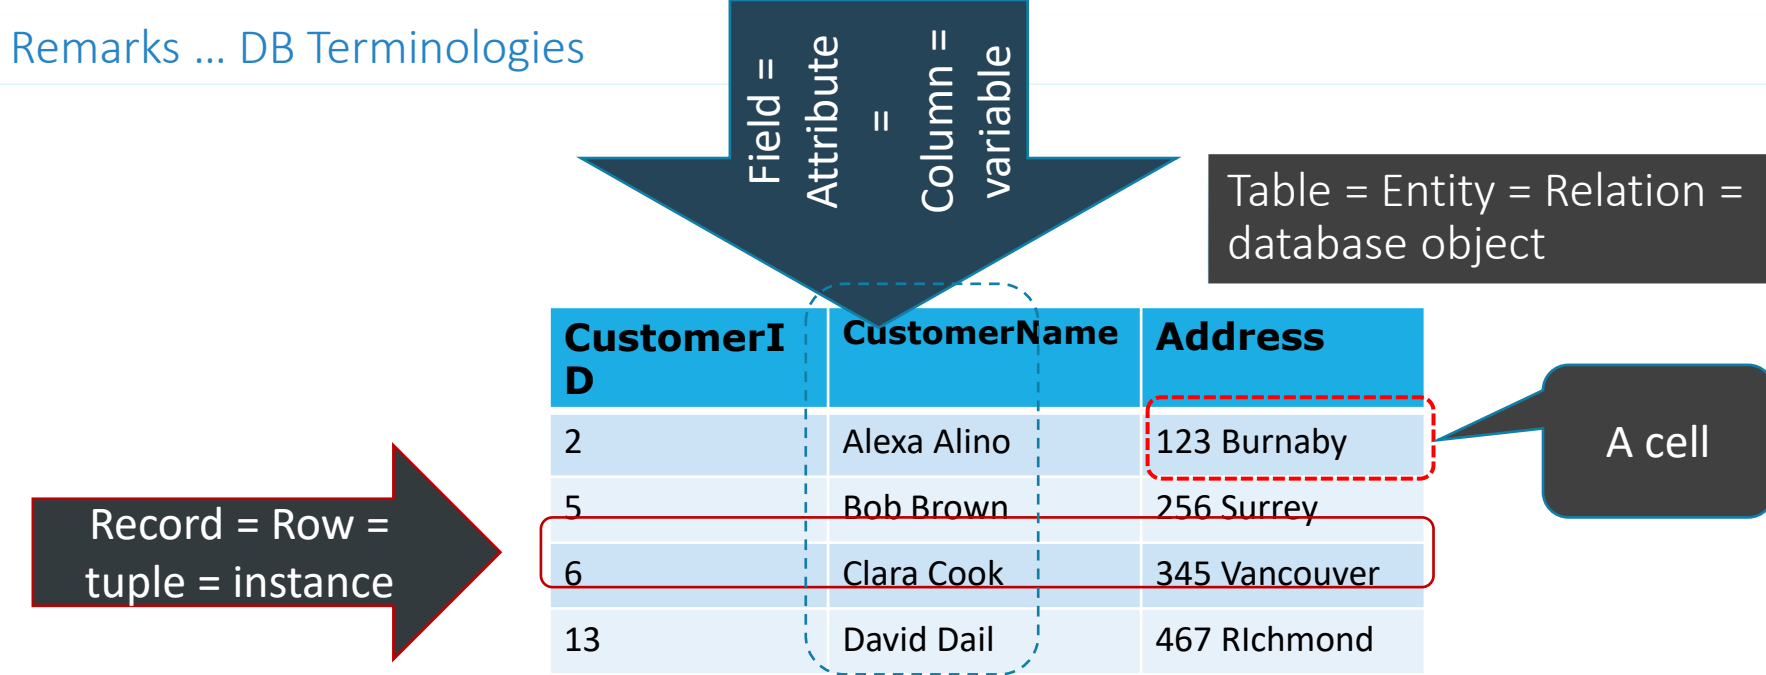 Remarks … DB Terminologies
Field =
Attribute
=
Column =
variable
Table = Entity = Relation =
database object
CustomerI
D
CustomerName
Address
2
Alexa Alino
123 Burnaby
A cell
5
Bob Brown
256 Surrey
Record = Row =
tuple = instance
6
Clara Cook
345 Vancouver
13
David Dail
467 RIchmond